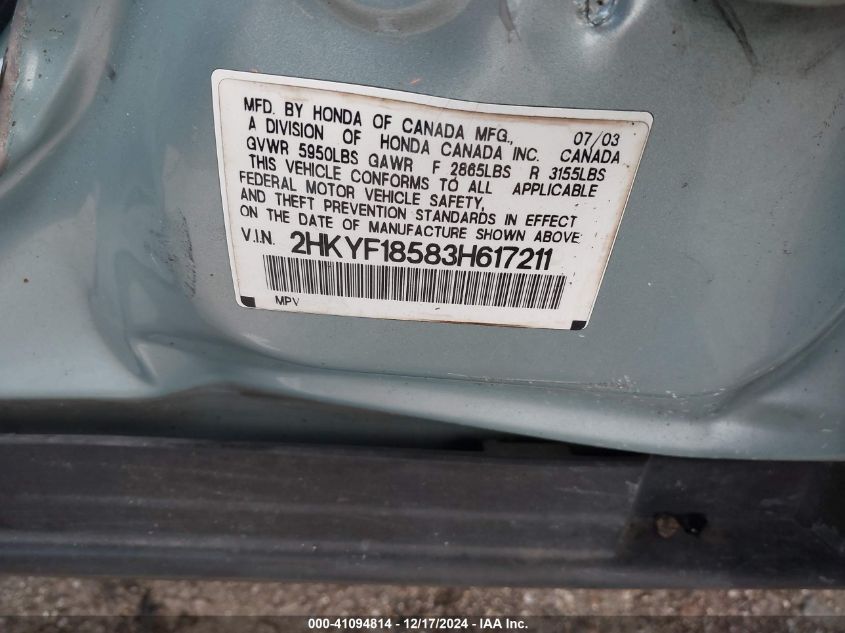 MFD. BY HONDA OF CANADA MFG., 07/03
A DIVISION OF HONDA CANADA INC. CANADA
GVWR 5950LBS GAWR F 2865LBS R 3155LBS
THIS VEHICLE CONFORMS TO ALL APPLICABLE
FEDERAL MOTOR VEHICLE SAFETY,
AND THEFT PREVENTION STANDARDS IN EFFECT
ON THE DATE OF MANUFACTURE SHOWN ABOVE
V.I.N. 2HKYF18583H617211
MPV
000-41094814 - 12/17/2024 - IAA Inc.